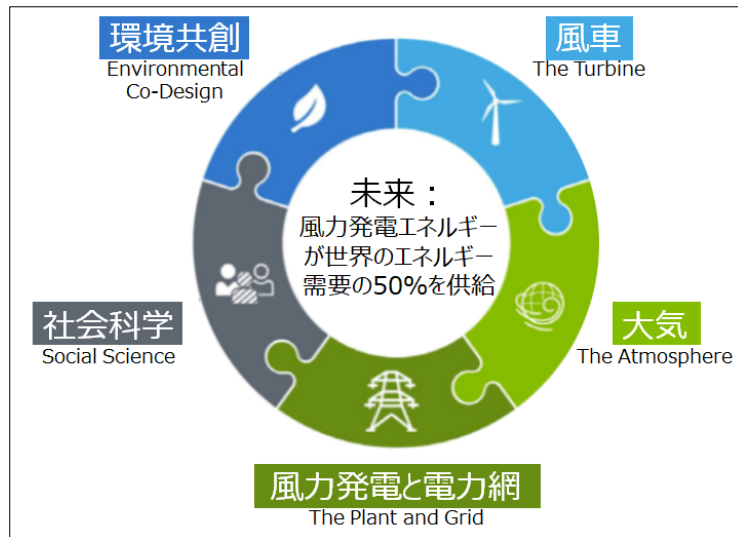 環境共創
Environmental
Co-Design
風車
The Turbine
未来：
風力発電エネルギー
が世界のエネルギー
需要の50%を供給
社会科学
Social Science
大気
The Atmosphere
風力発電と電力網
The Plant and Grid